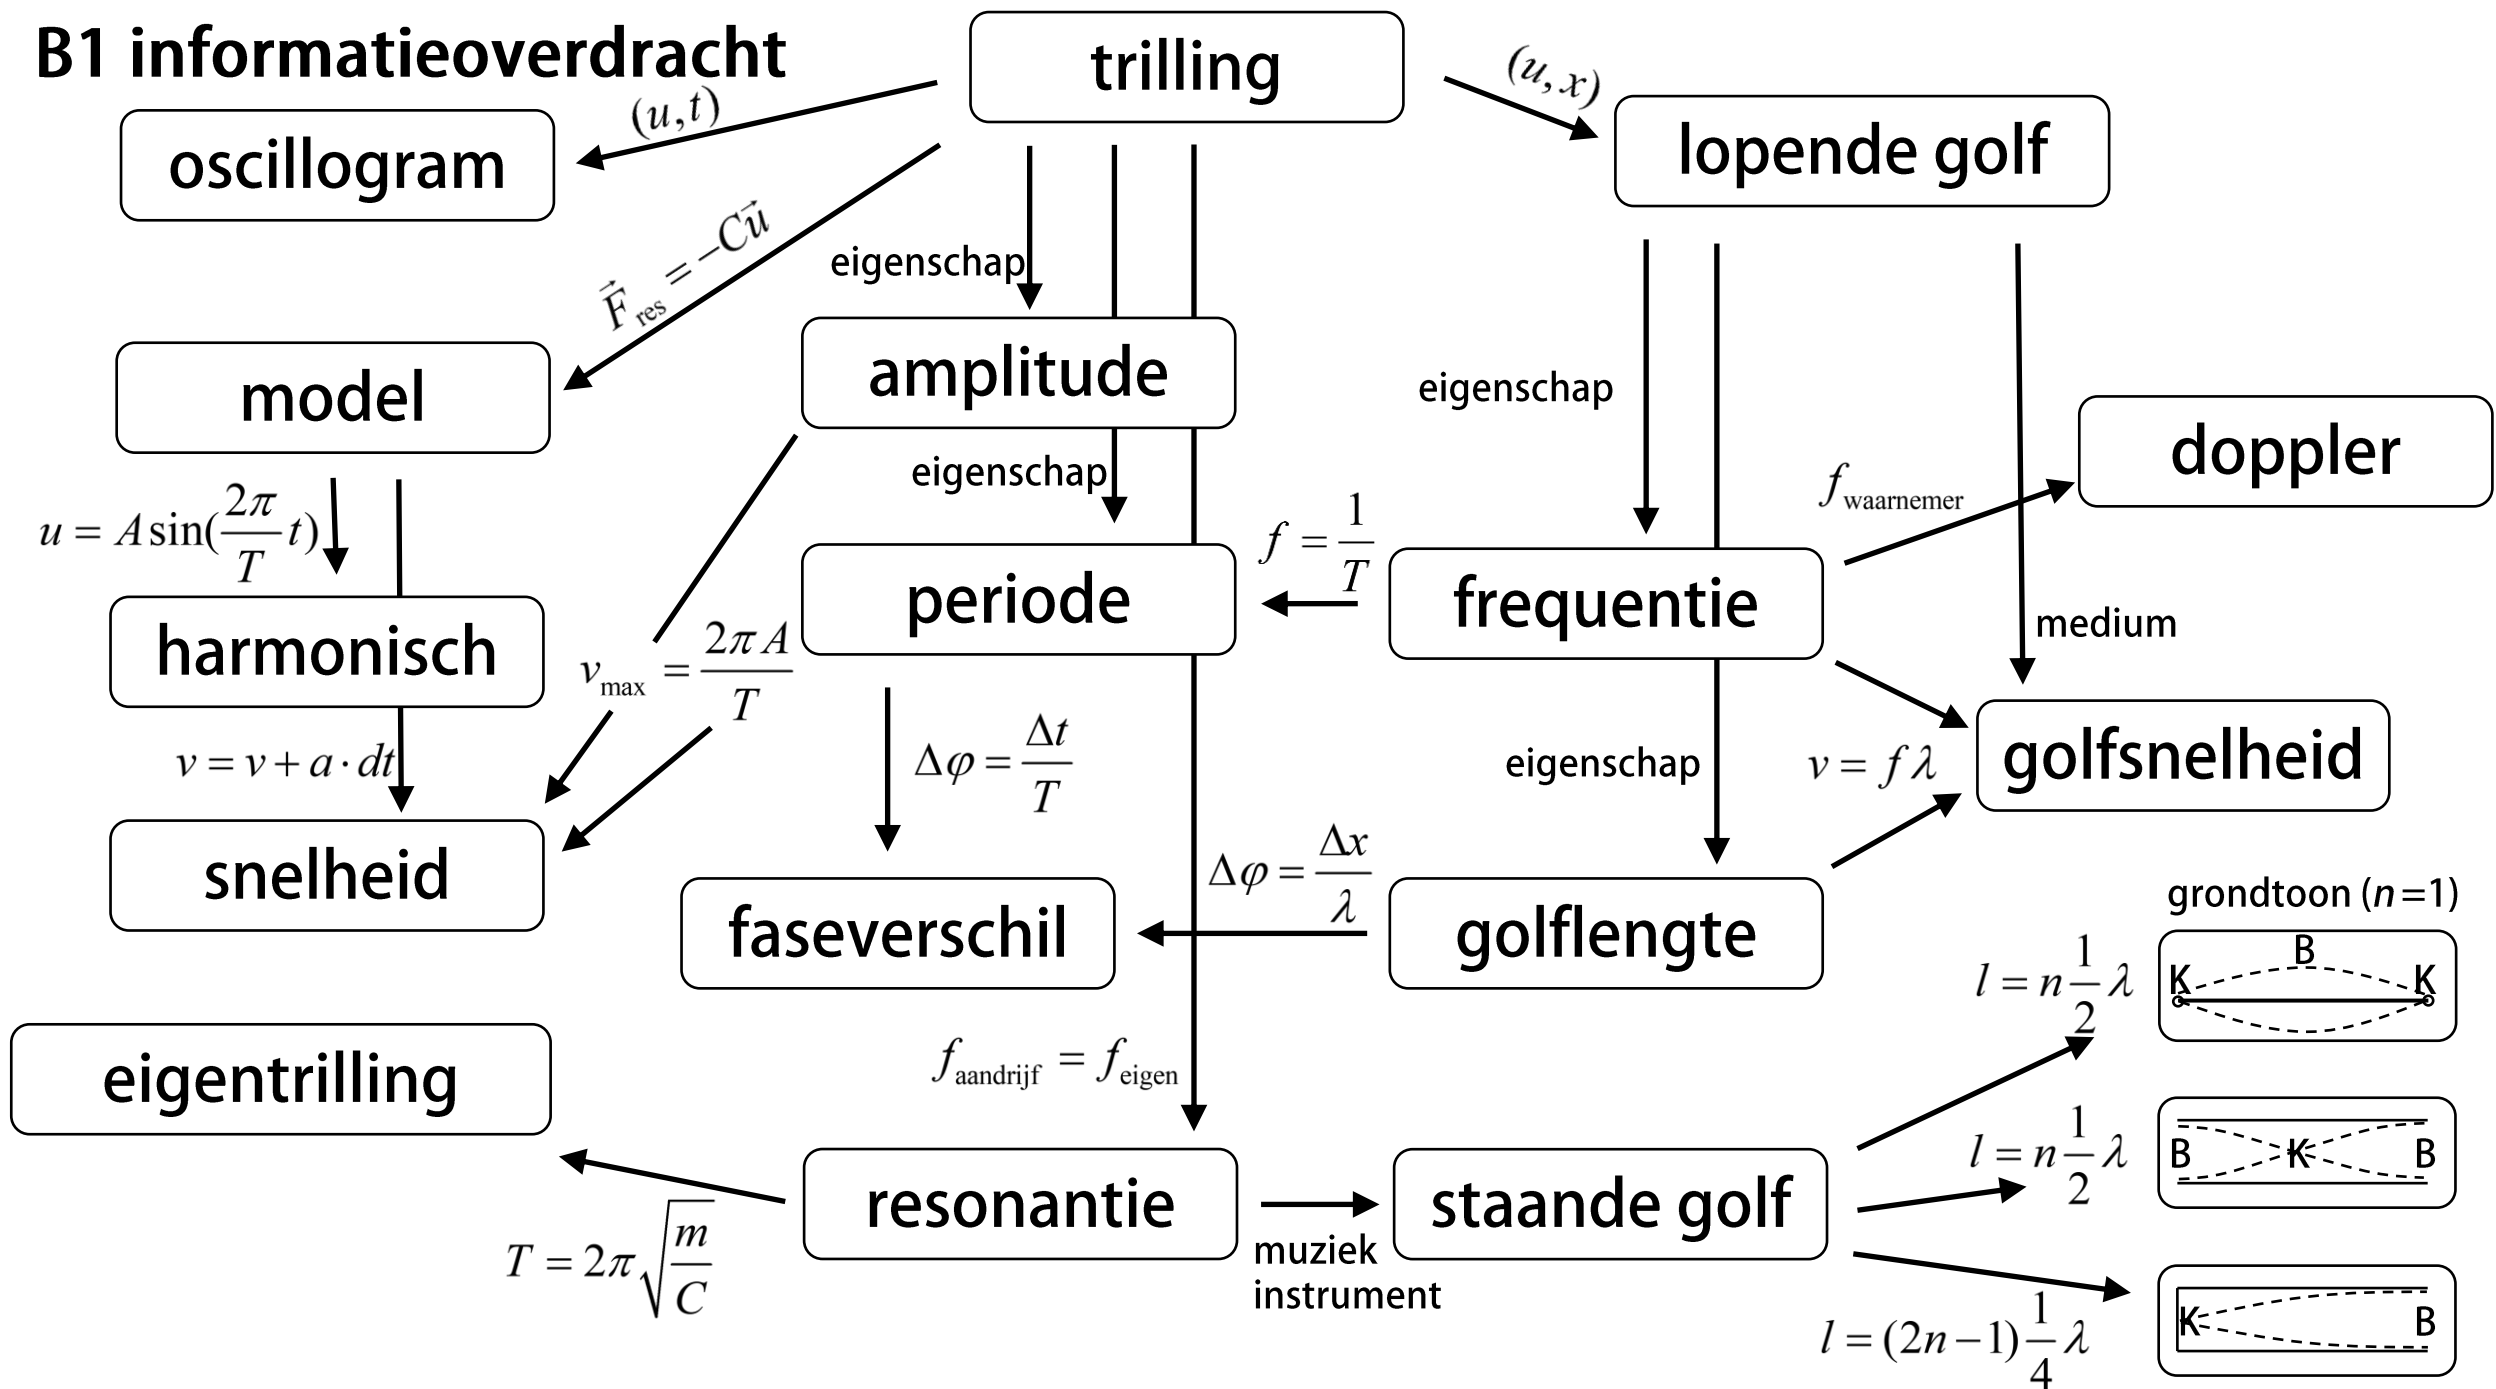 B1 informatieoverdracht
trilling
(u,t)
(u,x)
oscillogram
lopende golf
F⃗res = −Cu⃗
eigenschap
model
amplitude
eigenschap
eigenschap
doppler
u = A sin(2π/T t)
f = 1/T
fwaarnemer
harmonisch
periode
frequentie
medium
vmax = 2πA/T
v = v + a · dt
Δφ = Δt/T
eigenschap
v = fλ
golfsnelheid
snelheid
Δφ = Δx/λ
faseverschil
golflengte
grondtoon (n=1)
l = n 1/2 λ
B
K K
eigentrilling
faandrijf = feigen
l = n 1/2 λ
B K B
resonantie
staande golf
T = 2π√(m/C)
muziek
instrument
l = (2n−1) 1/4 λ
K B